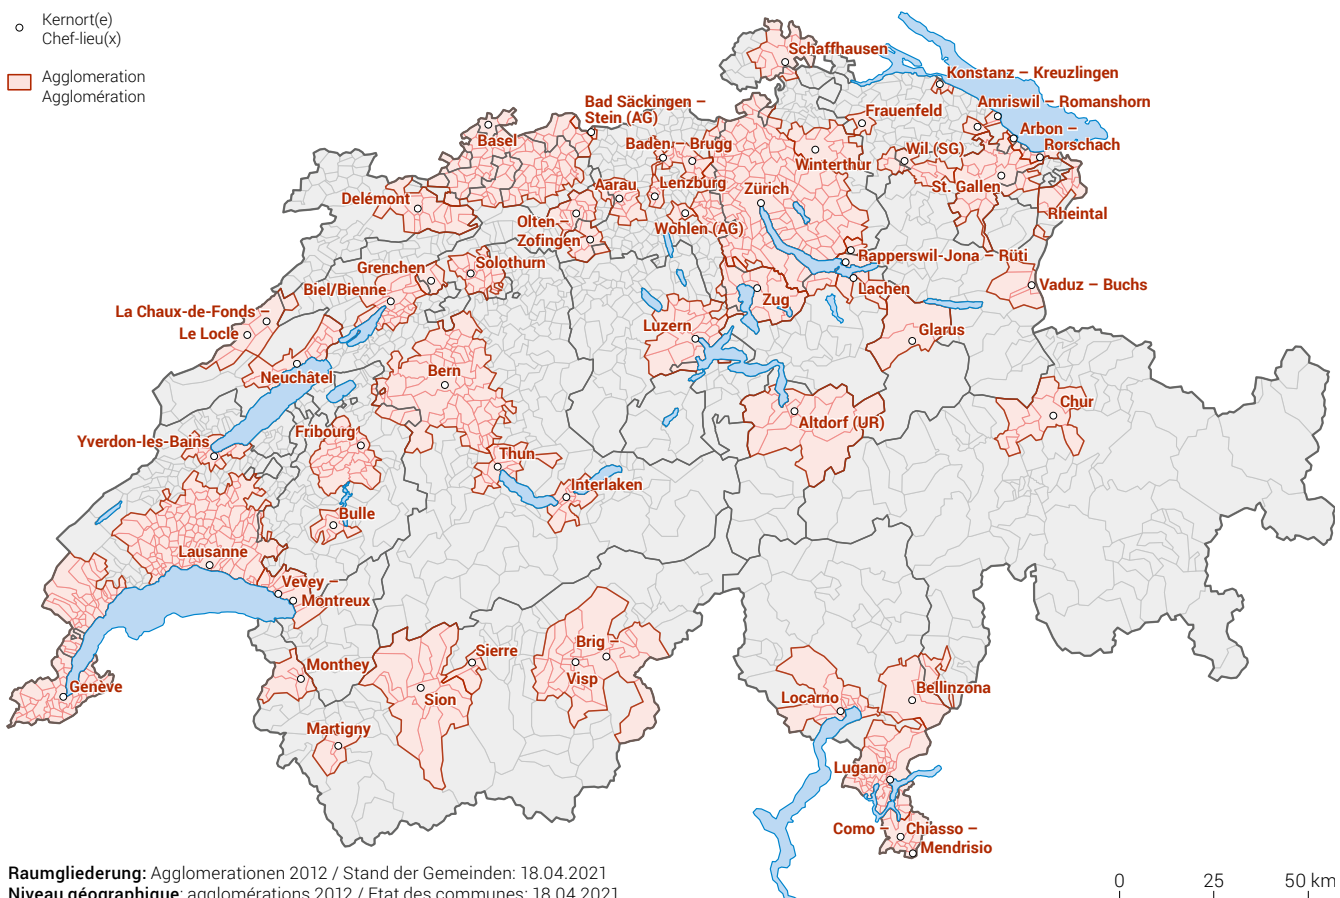 Kernort(e)
Chef-lieu(x)
Agglomeration
Agglomération
Schaffhausen
Konstanz – Kreuzlingen
Bad Säckingen –
Stein (AG)
Amriswil – Romanshorn
Frauenfeld
Arbon –
Rorschach
Basel
Baden – Brugg
Winterthur
Wil (SG)
Aarau
Lenzburg
Zürich
St. Gallen
Delémont
Rheintal
Olten –
Zofingen
Wohlen (AG)
Rapperswil-Jona – Rüti
Solothurn
Grenchen
Biel/Bienne
Lachen
Vaduz – Buchs
Zug
La Chaux-de-Fonds –
Le Locle
Luzern
Glarus
Neuchâtel
Bern
Chur
Altdorf (UR)
Yverdon-les-Bains
Fribourg
Thun
Interlaken
Bulle
Lausanne
Vevey –
Montreux
Brig –
Visp
Sierre
Monthey
Genève
Sion
Bellinzona
Locarno
Martigny
Lugano
Como –
Chiasso –
Mendrisio
Raumgliederung: Agglomerationen 2012 / Stand der Gemeinden: 18.04.2021
Niveau géographique: agglomérations 2012 / Etat des communes: 18.04.2021
0 25 50 km